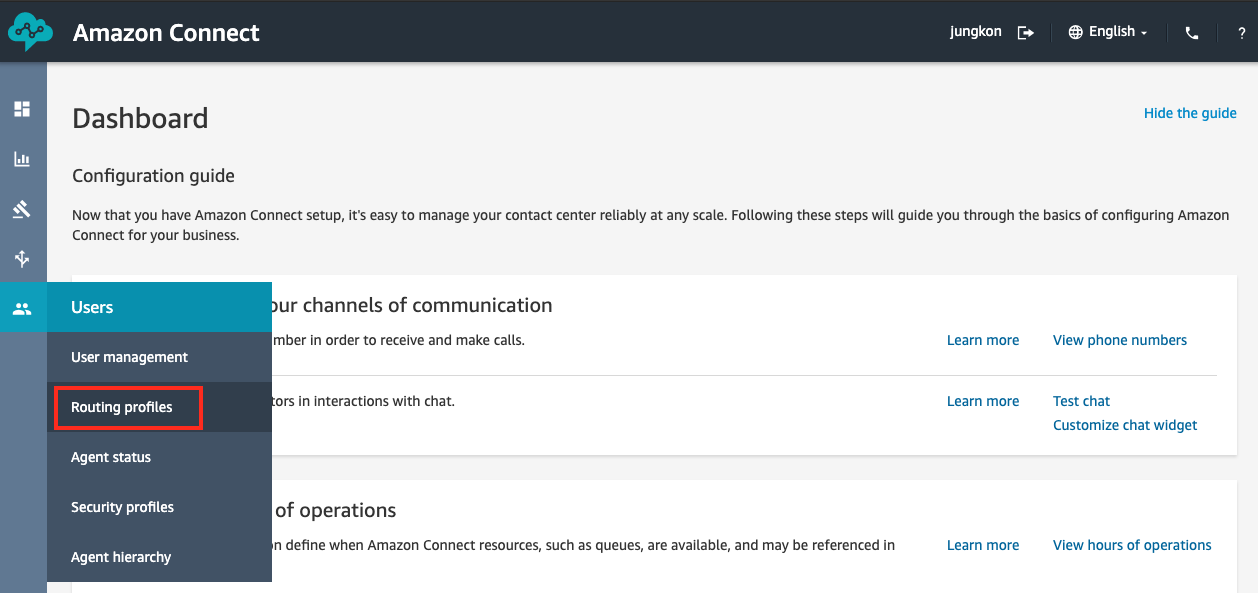 Amazon Connect
jungkon
English
?
Dashboard
Hide the guide
Configuration guide
Now that you have Amazon Connect setup, it's easy to manage your contact center reliably at any scale. Following these steps will guide you through the basics of configuring Amazon
Connect for your business.
Users
our channels of communication
User management
mber in order to receive and make calls.
Learn more
View phone numbers
Routing profiles
tors in interactions with chat.
Learn more
Test chat
Customize chat widget
Agent status
Security profiles
of operations
Agent hierarchy
on define when Amazon Connect resources, such as queues, are available, and may be referenced in
Learn more
View hours of operations